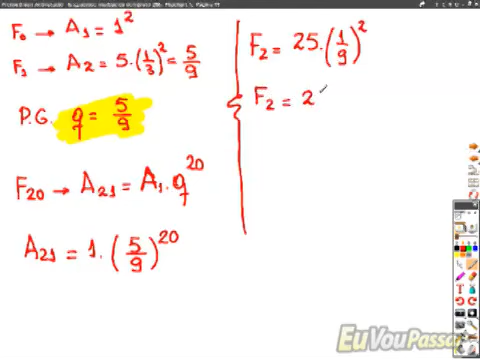 F₀ → A₁ = 1²
F₁ → A₂ = 5.(1/3)² = 5/9
P.G. q = 5/9
F₂₀ → A₂₁ = A₁.q²⁰
A₂₁ = 1.(5/9)²⁰
F₂ = 25.(1/9)²
F₂ = 2
EuVouPassar